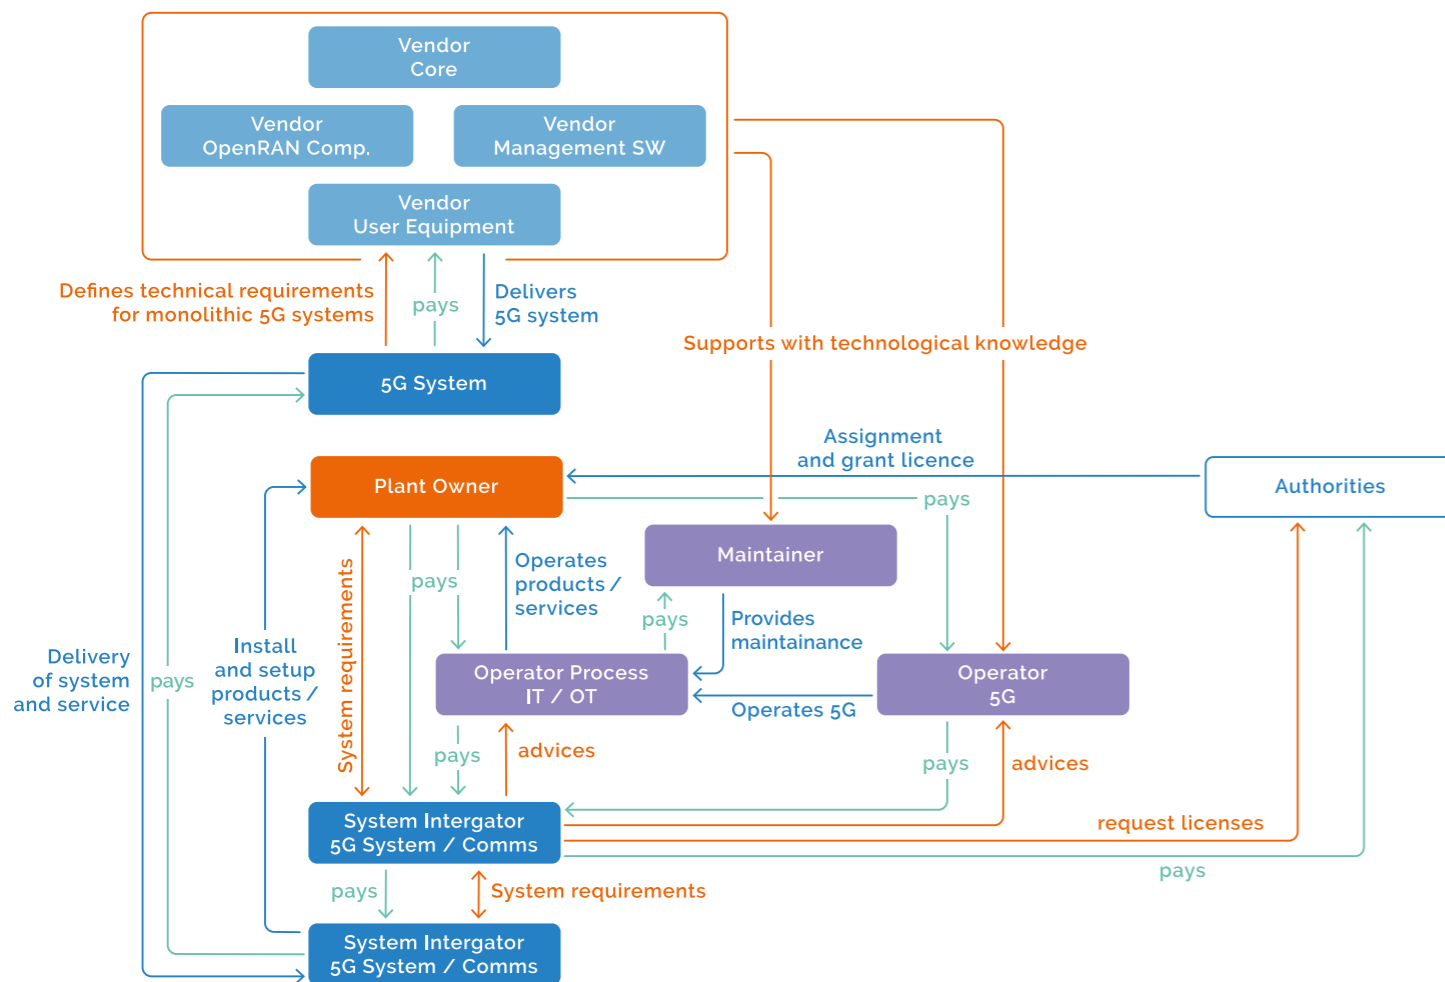 Vendor
Core
Vendor
OpenRAN Comp.
Vendor
Management SW
Vendor
User Equipment
Defines technical requirements
for monolithic 5G systems
pays
Delivers
5G system
Supports with technological knowledge
5G System
Assignment
and grant licence
Plant Owner
Authorities
pays
Maintainer
System requirements
pays
Operates
products /
services
pays
Provides
maintainance
Delivery
of system
and service
pays
Install
and setup
products /
services
Operator Process
IT / OT
Operates 5G
Operator
5G
pays
advices
pays
advices
System Intergator
5G System / Comms
request licenses
pays
pays
System requirements
System Intergator
5G System / Comms